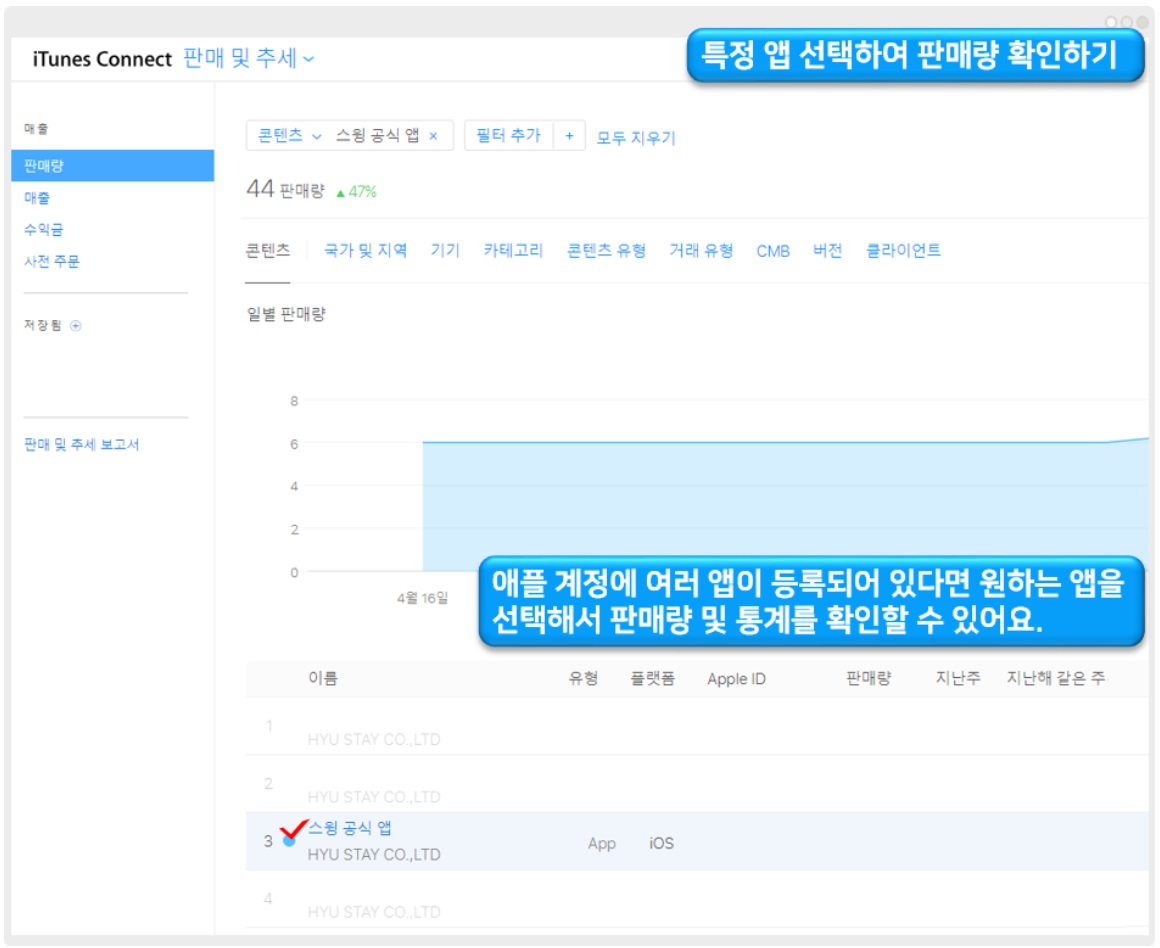 iTunes Connect 판매 및 추세
특정 앱 선택하여 판매량 확인하기
매출
판매량
매출
수익금
사전 주문
저장됨
판매 및 추세 보고서
콘텐츠 스윙 공식 앱 × 필터 추가 + 모두 지우기
44 판매량 ▲ 47%
콘텐츠 국가 및 지역 기기 카테고리 콘텐츠 유형 거래 유형 CMB 버전 클라이언트
일별 판매량
8
6
4
2
0
4월 16일
애플 계정에 여러 앱이 등록되어 있다면 원하는 앱을
선택해서 판매량 및 통계를 확인할 수 있어요.
이름 유형 플랫폼 Apple ID 판매량 지난주 지난해 같은 주
1
HYU STAY CO.,LTD
2
HYU STAY CO.,LTD
스윙 공식 앱
3 App iOS
HYU STAY CO.,LTD
4
HYU STAY CO.,LTD